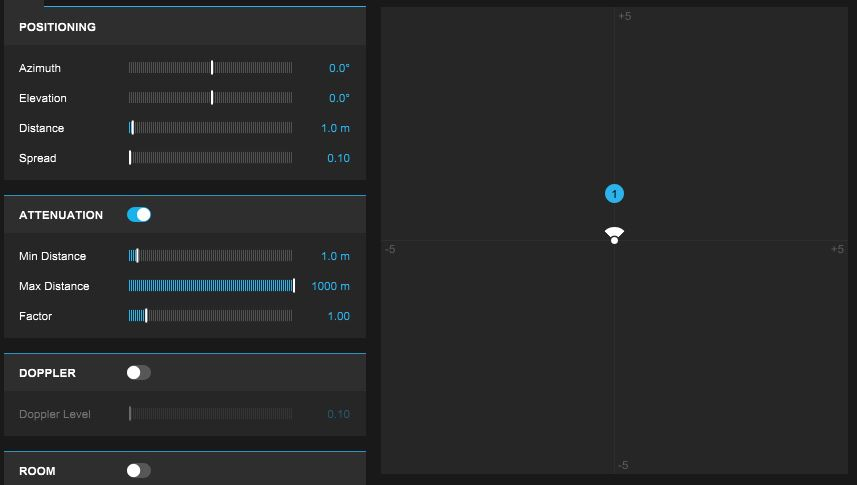 POSITIONING
Azimuth 0.0°
Elevation 0.0°
Distance 1.0 m
Spread 0.10
ATTENUATION
Min Distance 1.0 m
Max Distance 1000 m
Factor 1.00
DOPPLER
Doppler Level 0.10
ROOM
+5
1
-5 +5
-5